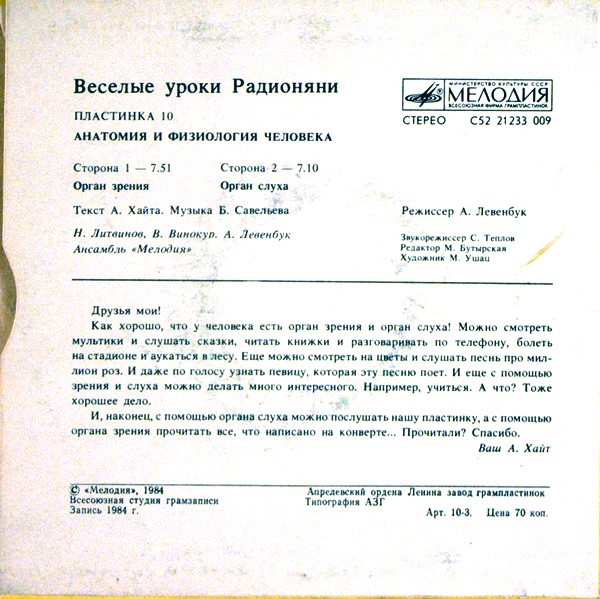 Веселые уроки Радионяни
МИНИСТЕРСТВО КУЛЬТУРЫ СССР
МЕЛОДИЯ
ВСЕСОЮЗНАЯ ФИРМА ГРАМПЛАСТИНОК
ПЛАСТИНКА 10
СТЕРЕО С52 21233 009
АНАТОМИЯ И ФИЗИОЛОГИЯ ЧЕЛОВЕКА
Сторона 1 — 7.51 Сторона 2 — 7.10
Орган зрения Орган слуха
Текст А. Хайта. Музыка Б. Савельева Режиссер А. Левенбук
Н. Литвинов, В. Винокур. А. Левенбук
Ансамбль «Мелодия»
Звукорежиссер С. Теплов
Редактор М. Бутырская
Художник М. Ушац
Друзья мои!
Как хорошо, что у человека есть орган зрения и орган слуха! Можно смотреть
мультики и слушать сказки, читать книжки и разговаривать по телефону, болеть
на стадионе и аукаться в лесу. Еще можно смотреть на цветы и слушать песнь про мил-
лион роз. И даже по голосу узнать певицу, которая эту песню поет. И еще с помощью
зрения и слуха можно делать много интересного. Например, учиться. А что? Тоже
хорошее дело.
И, наконец, с помощью органа слуха можно послушать нашу пластинку, а с помощью
органа зрения прочитать все, что написано на конверте... Прочитали? Спасибо.
Ваш А. Хайт
© «Мелодия», 1984
Всесоюзная студия грамзаписи
Запись 1984 г.
Апрелевский ордена Ленина завод грампластинок
Типография АЗГ
Арт. 10-3. Цена 70 коп.